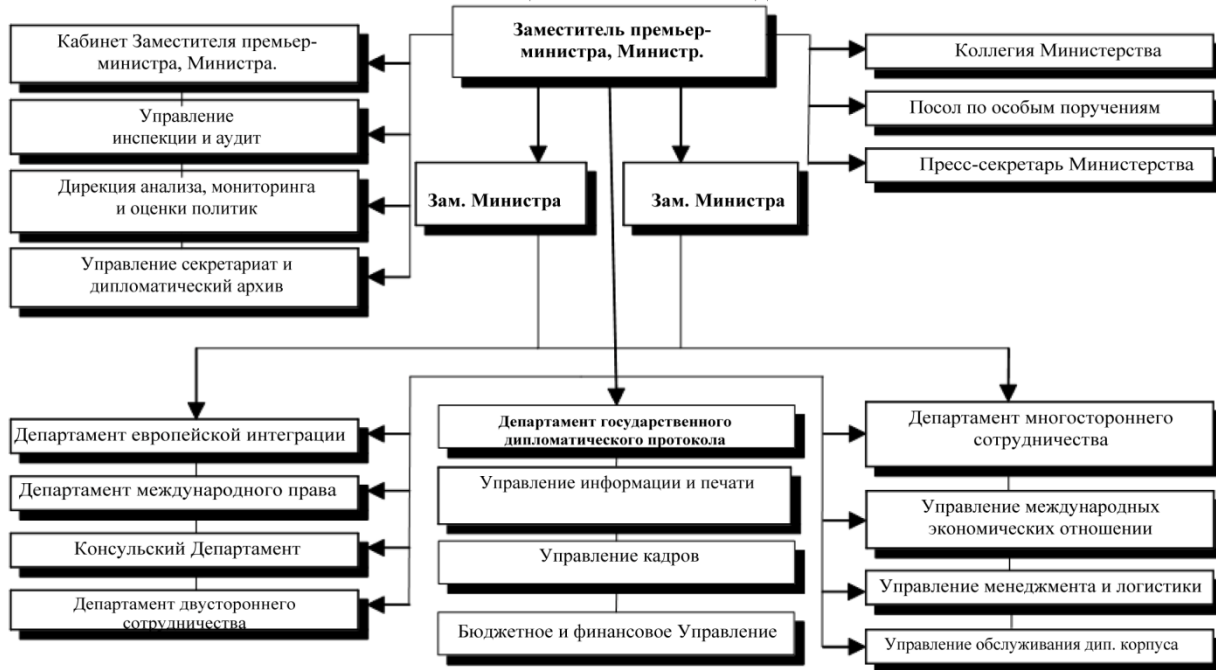 Заместитель премьер-
министра, Министр.
Кабинет Заместителя премьер-
министра, Министра.
Управление
инспекции и аудит
Дирекция анализа, мониторинга
и оценки политик
Управление секретариат и
дипломатический архив
Коллегия Министерства
Посол по особым поручениям
Пресс-секретарь Министерства
Зам. Министра
Зам. Министра
Департамент европейской интеграции
Департамент международного права
Консульский Департамент
Департамент двустороннего
сотрудничества
Департамент государственного
дипломатического протокола
Управление информации и печати
Управление кадров
Бюджетное и финансовое Управление
Департамент многостороннего
сотрудничества
Управление международных
экономических отношении
Управление менеджмента и логистики
Управление обслуживания дип. корпуса